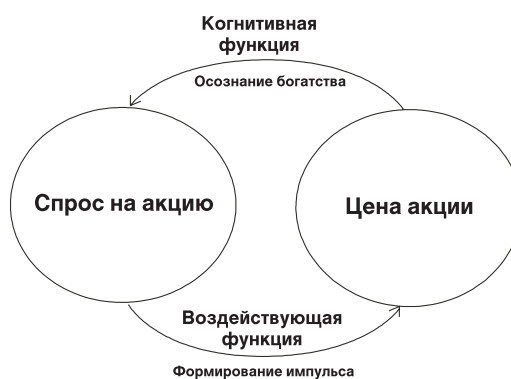 Когнитивная
функция
Осознание богатства
Спрос на акцию
Цена акции
Воздействующая
функция
Формирование импульса